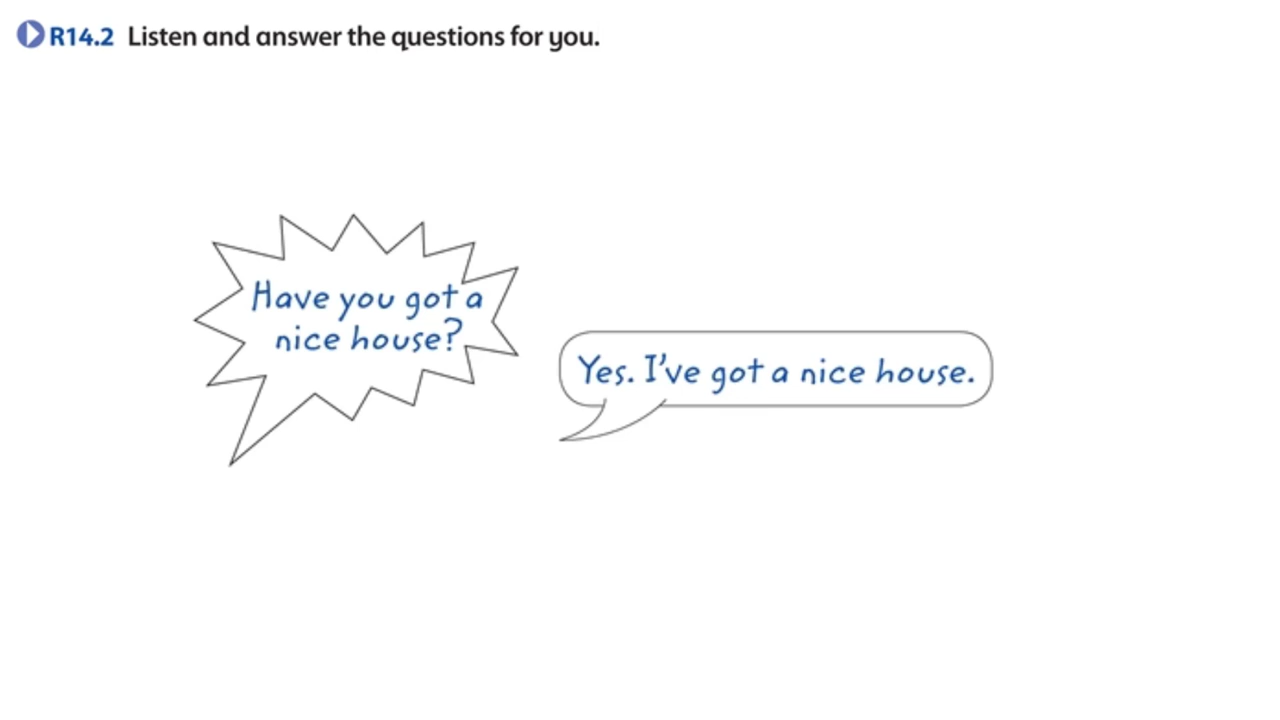 R14.2 Listen and answer the questions for you.
Have you got a
nice house?
Yes. I've got a nice house.